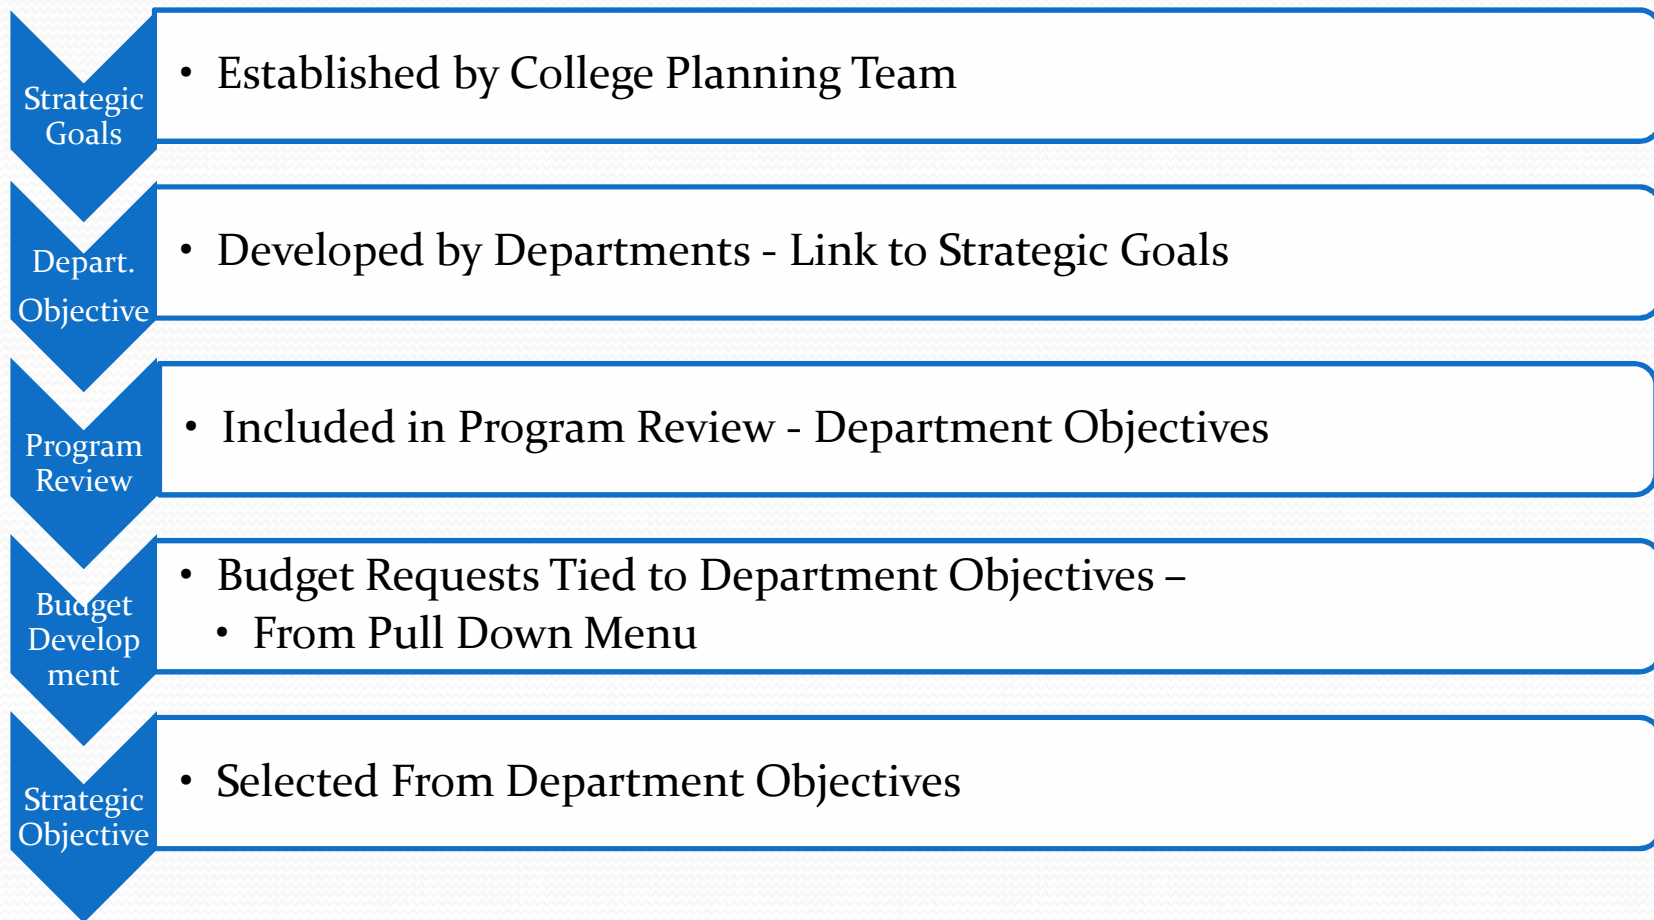 Strategic
Goals
• Established by College Planning Team
Depart.
Objective
• Developed by Departments - Link to Strategic Goals
Program
Review
• Included in Program Review - Department Objectives
Budget
Develop
ment
• Budget Requests Tied to Department Objectives –
• From Pull Down Menu
Strategic
Objective
• Selected From Department Objectives